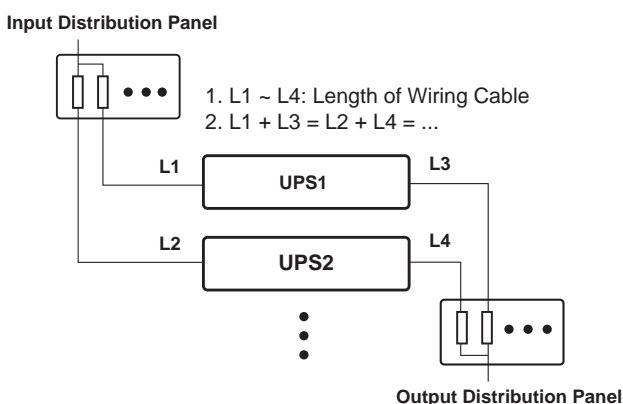 Input Distribution Panel
1. L1 ~ L4: Length of Wiring Cable
2. L1 + L3 = L2 + L4 = ...
L1
UPS1
L3
L2
UPS2
L4
Output Distribution Panel